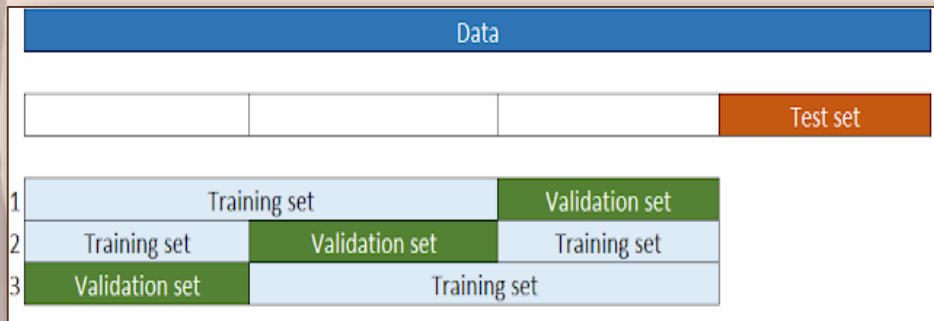 Data
Test set
1 Training set Validation set
2 Training set Validation set Training set
3 Validation set Training set